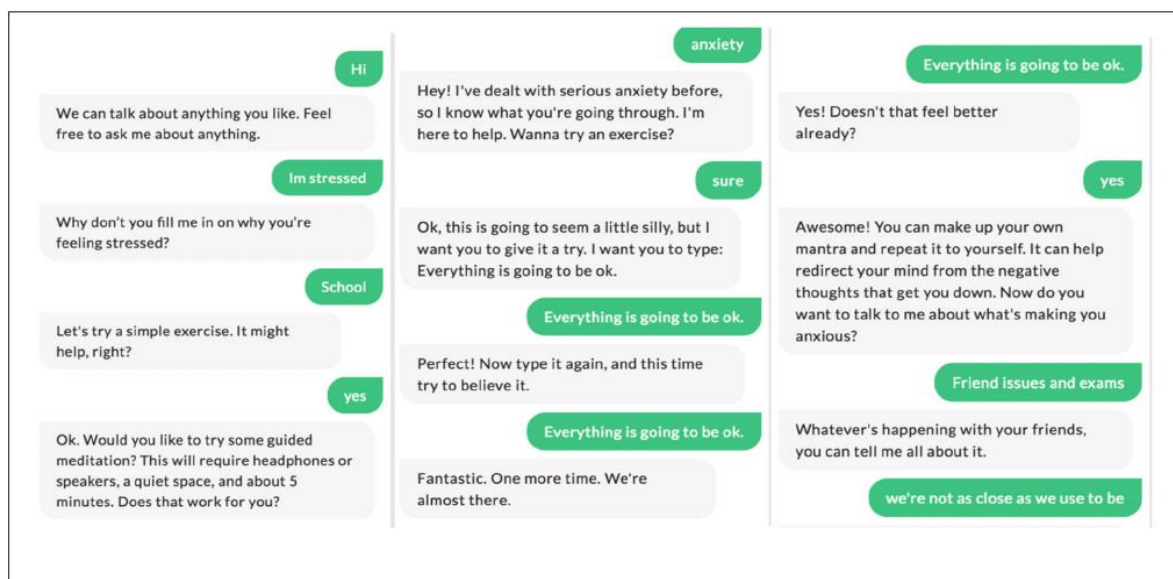 Hi
We can talk about anything you like. Feel
free to ask me about anything.
Im stressed
Why don't you fill me in on why you're
feeling stressed?
School
Let's try a simple exercise. It might
help, right?
yes
Ok. Would you like to try some guided
meditation? This will require headphones or
speakers, a quiet space, and about 5
minutes. Does that work for you?
anxiety
Hey! I've dealt with serious anxiety before,
so I know what you're going through. I'm
here to help. Wanna try an exercise?
sure
Ok, this is going to seem a little silly, but I
want you to give it a try. I want you to type:
Everything is going to be ok.
Everything is going to be ok.
Perfect! Now type it again, and this time
try to believe it.
Everything is going to be ok.
Fantastic. One more time. We're
almost there.
Everything is going to be ok.
Yes! Doesn't that feel better
already?
yes
Awesome! You can make up your own
mantra and repeat it to yourself. It can help
redirect your mind from the negative
thoughts that get you down. Now do you
want to talk to me about what's making you
anxious?
Friend issues and exams
Whatever's happening with your friends,
you can tell me all about it.
we're not as close as we use to be